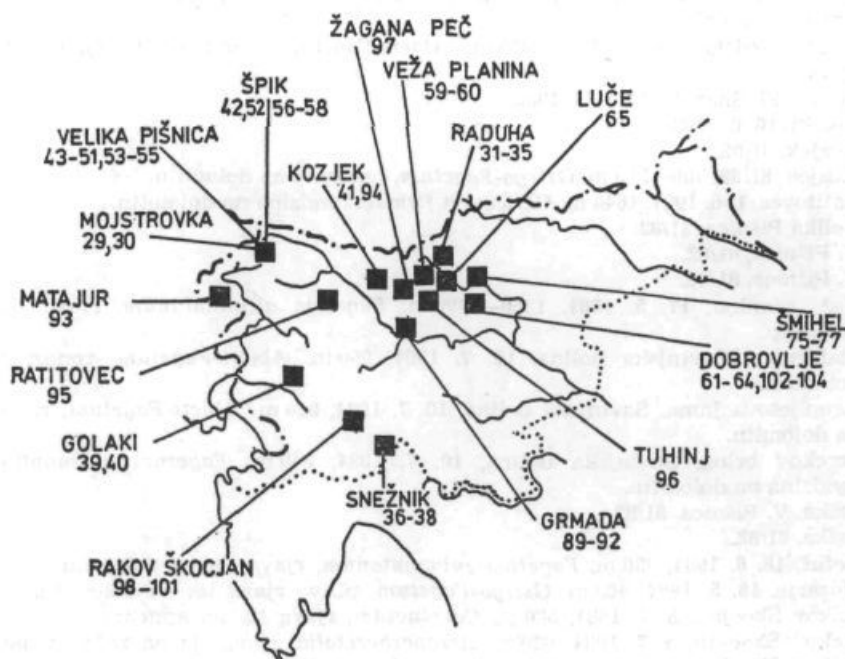 ŽAGANA PEČ
97
VEŽA PLANINA
59-60
ŠPIK
42,52,56-58
LUČE
65
VELIKA PIŠNICA
43-51,53-55
RADUHA
31-35
KOZJEK
41,94
MOJSTROVKA
29,30
MATAJUR
93
ŠMIHEL
75-77
RATITOVEC
95
DOBROVLJE
61-64,102-104
GOLAKI
39,40
TUHINJ
96
SNEŽNIK
36-38
GRMADA
89-92
RAKOV ŠKOCJAN
98-101